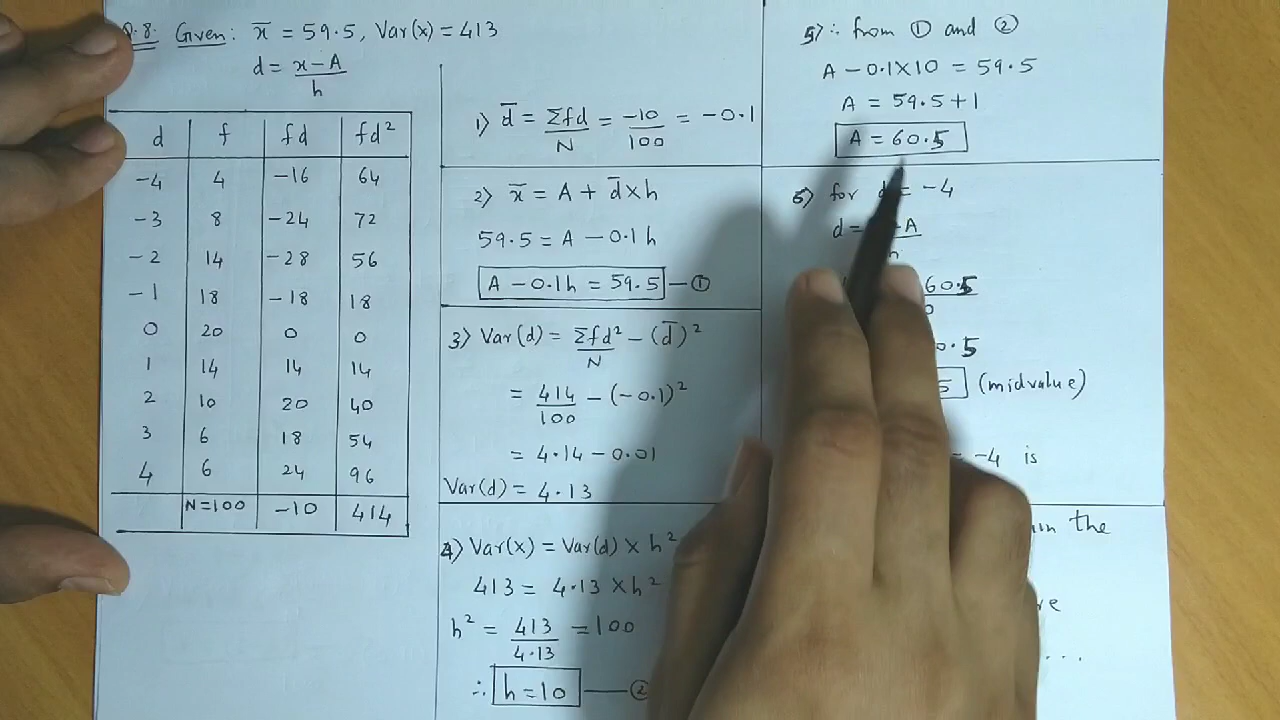 Q.8. Given: x̄ = 59.5, Var(x) = 413
d = x-A / h
d f fd fd²
-4 4 -16 64
-3 8 -24 72
-2 14 -28 56
-1 18 -18 18
0 20 0 0
1 14 14 14
2 10 20 40
3 6 18 54
4 6 24 96
N=100 -10 414
1) d̄ = Σfd / N = -10 / 100 = -0.1
2) x̄ = A + d̄ x h
59.5 = A - 0.1h
A - 0.1h = 59.5 — ①
3) Var(d) = Σfd² / N - (d̄)²
= 414 / 100 - (-0.1)²
= 4.14 - 0.01
Var(d) = 4.13
4) Var(x) = Var(d) x h²
413 = 4.13 x h²
h² = 413 / 4.13 = 100
∴ h = 10 — ②
5) ∴ from ① and ②
A - 0.1 x 10 = 59.5
A = 59.5 + 1
A = 60.5
6) for d = -4
d = -A
60.5
.5
5 (midvalue)
= -4 is
the